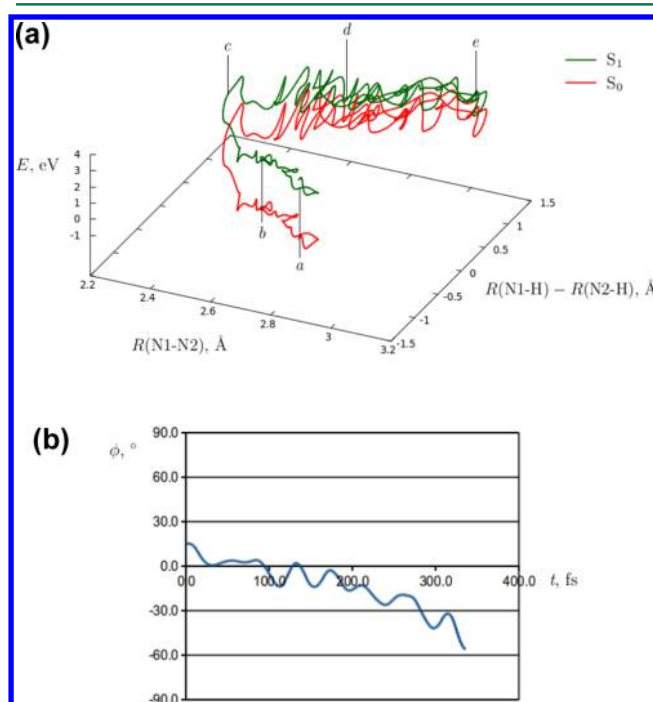 (a)
c
d
e
S₁
S₀
E, eV
4
3
2
1
0
-1
b
a
1.5
1
0.5
0
-0.5
-1
-1.5
R(N1-H) − R(N2-H), Å
2.2
2.4
2.6
2.8
3
3.2
R(N1-N2), Å
(b)
ϕ, °
90.0
60.0
30.0
0.0
-30.0
-60.0
-90.0
0.0
100.0
200.0
300.0
400.0
t, fs